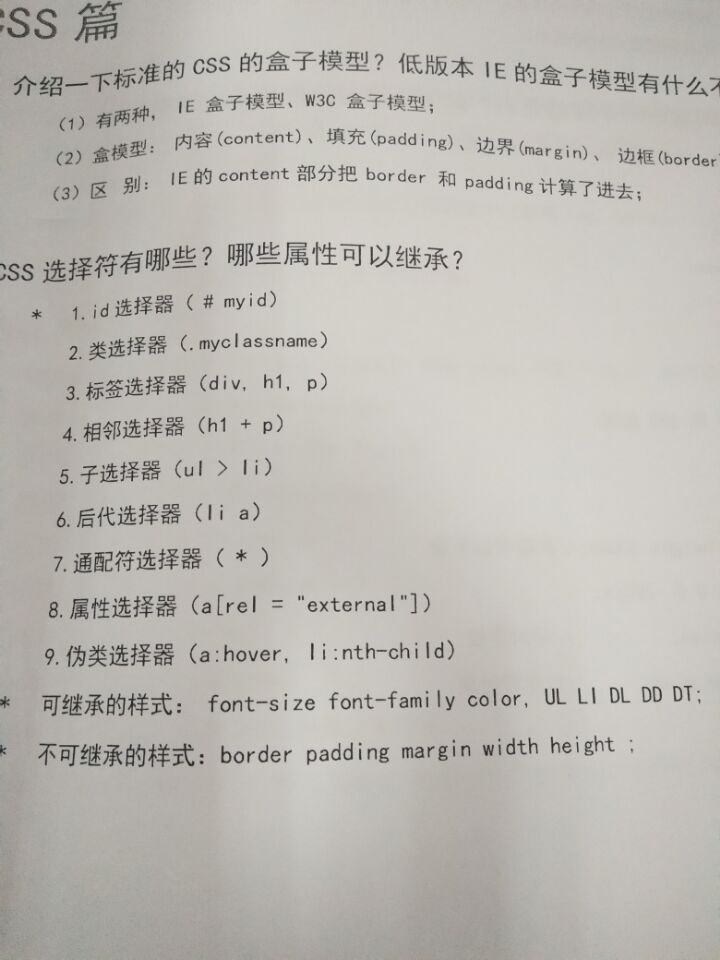 CSS 篇
介绍一下标准的 CSS 的盒子模型？低版本 IE 的盒子模型有什么不
（1）有两种， IE 盒子模型、W3C 盒子模型；
（2）盒模型： 内容(content)、填充(padding)、边界(margin)、 边框(border)
（3）区 别： IE 的 content 部分把 border 和 padding 计算了进去；
CSS 选择符有哪些？哪些属性可以继承？
* 1.id 选择器（ # myid）
2.类选择器（.myclassname）
3.标签选择器（div, h1, p）
4.相邻选择器（h1 + p）
5.子选择器（ul > li）
6.后代选择器（li a）
7.通配符选择器（ * ）
8.属性选择器（a[rel = "external"]）
9.伪类选择器（a:hover, li:nth-child）
* 可继承的样式： font-size font-family color, UL LI DL DD DT;
* 不可继承的样式：border padding margin width height ;